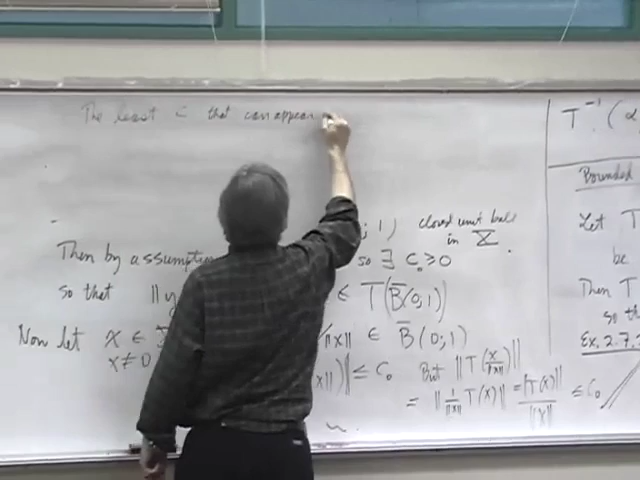 The least C that can appear
; 1) closed unit ball
in X.
Then by assumption so ∃ C₀ ≥ 0
so that ‖y ∈ T(B̄(0;1))
Now let x ∈ /‖x‖ ∈ B̄(0;1)
x ≠ 0 ‖x‖)‖ ≤ C₀ But ‖T(x/‖x‖)‖
= ‖1/‖x‖ T(x)‖ = ‖T(x)‖/‖x‖ ≤ C₀
T⁻¹(α
Bounded
Let T
be
Then T
so th
Ex. 2.7.